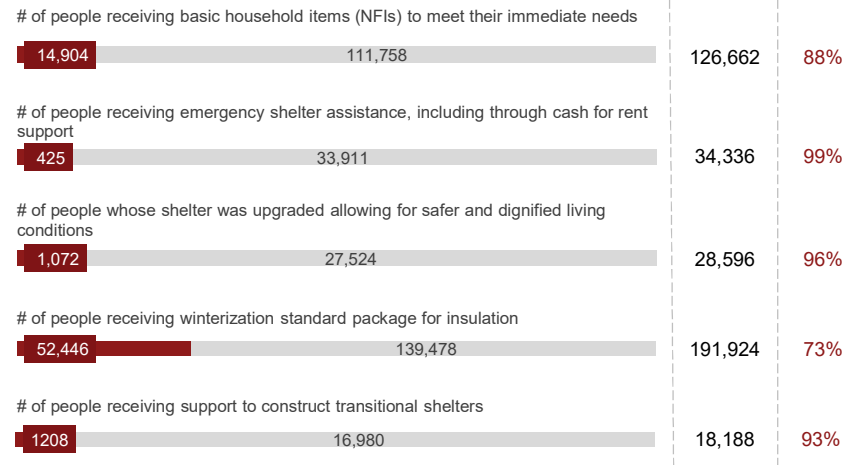 # of people receiving basic household items (NFIs) to meet their immediate needs
14,904 111,758 126,662 88%
# of people receiving emergency shelter assistance, including through cash for rent
support
425 33,911 34,336 99%
# of people whose shelter was upgraded allowing for safer and dignified living
conditions
1,072 27,524 28,596 96%
# of people receiving winterization standard package for insulation
52,446 139,478 191,924 73%
# of people receiving support to construct transitional shelters
1208 16,980 18,188 93%